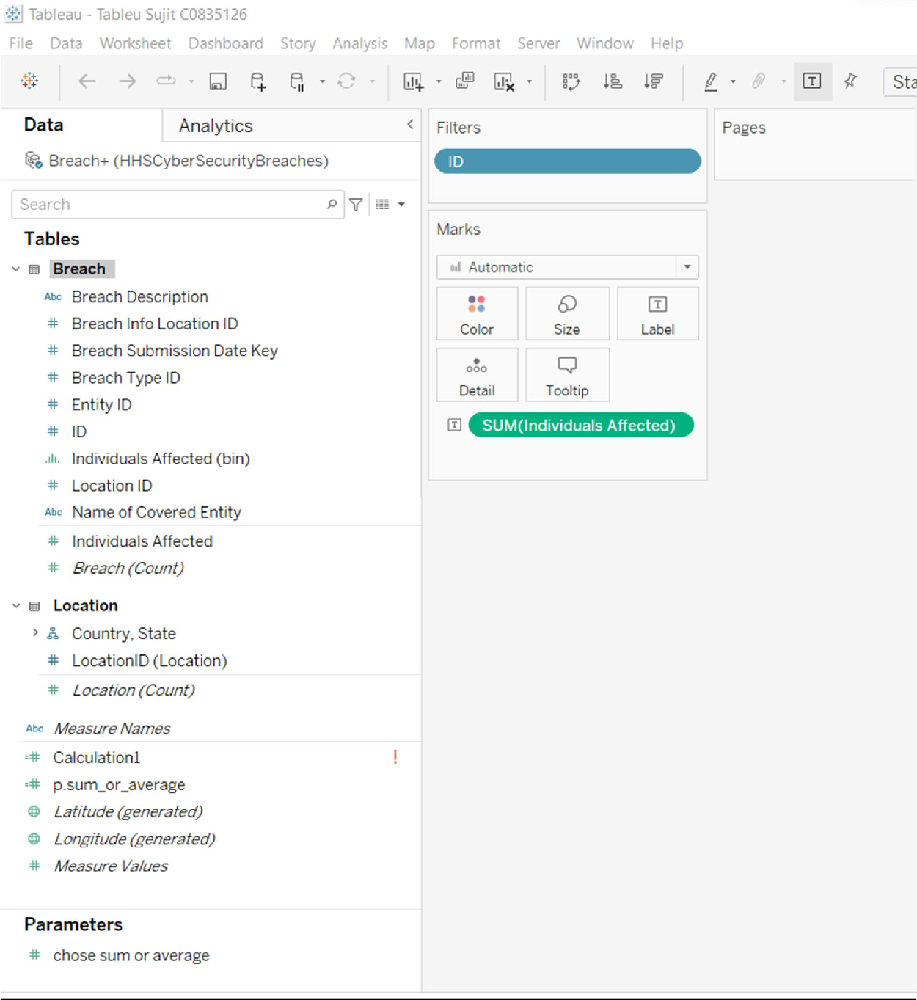 Tableau - Tableu Sujit C0835126
File Data Worksheet Dashboard Story Analysis Map Format Server Window Help
T Sta
Data Analytics
Breach+ (HHSCyberSecurityBreaches)
Search
Tables
Breach
Abc Breach Description
# Breach Info Location ID
# Breach Submission Date Key
# Breach Type ID
# Entity ID
# ID
Individuals Affected (bin)
# Location ID
Abc Name of Covered Entity
# Individuals Affected
# Breach (Count)
Location
Country, State
# LocationID (Location)
# Location (Count)
Abc Measure Names
=# Calculation1 !
=# p.sum_or_average
Latitude (generated)
Longitude (generated)
# Measure Values
Parameters
# chose sum or average
Filters
ID
Marks
Automatic
Color Size T Label
Detail Tooltip
T SUM(Individuals Affected)
Pages